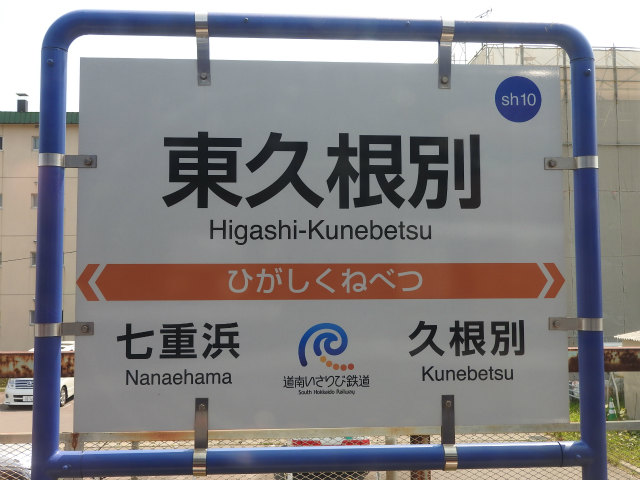 sh10
東久根別
Higashi-Kunebetsu
ひがしくねべつ
七重浜
Nanaehama
道南いさりび鉄道
South Hokkaido Railway
久根別
Kunebetsu